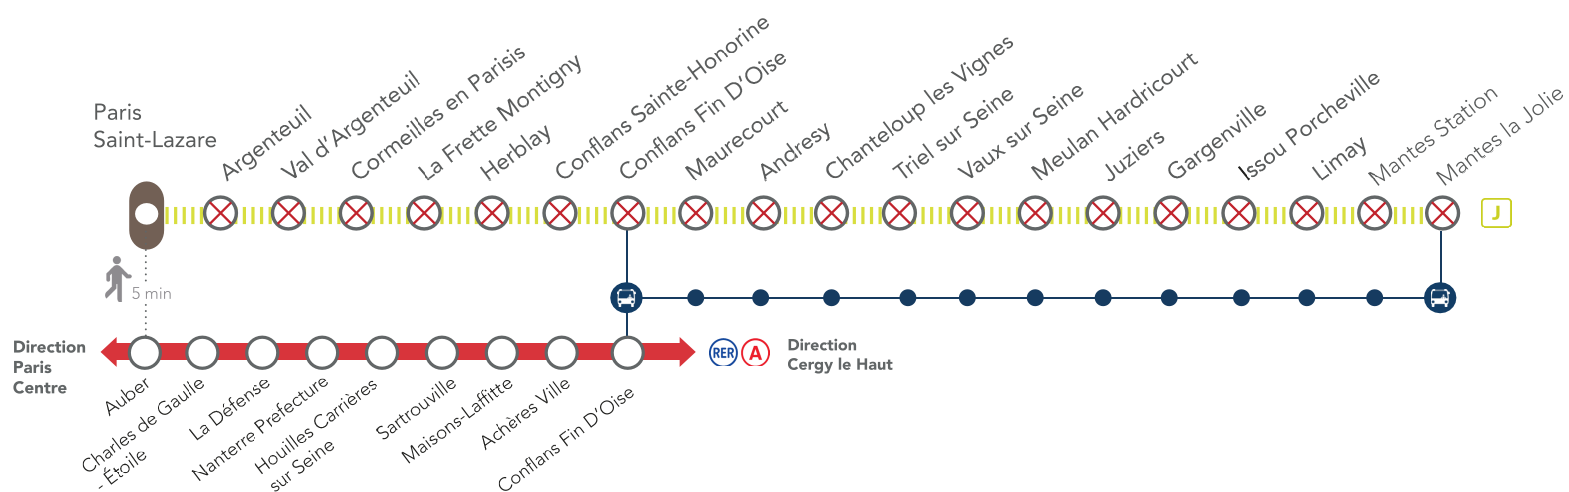 Paris
Saint-Lazare
Argenteuil
Val d’Argenteuil
Cormeilles en Parisis
La Frette Montigny
Herblay
Conflans Sainte-Honorine
Conflans Fin D’Oise
Maurecourt
Andresy
Chanteloup les Vignes
Triel sur Seine
Vaux sur Seine
Meulan Hardricourt
Juziers
Gargenville
Issou Porcheville
Limay
Mantes Station
Mantes la Jolie
J
5 min
Direction
Paris
Centre
RER A
Direction
Cergy le Haut
Auber
Charles de Gaulle
- Étoile
La Défense
Nanterre Prefecture
Houilles Carrières
sur Seine
Sartrouville
Maisons-Laffitte
Achères Ville
Conflans Fin D’Oise